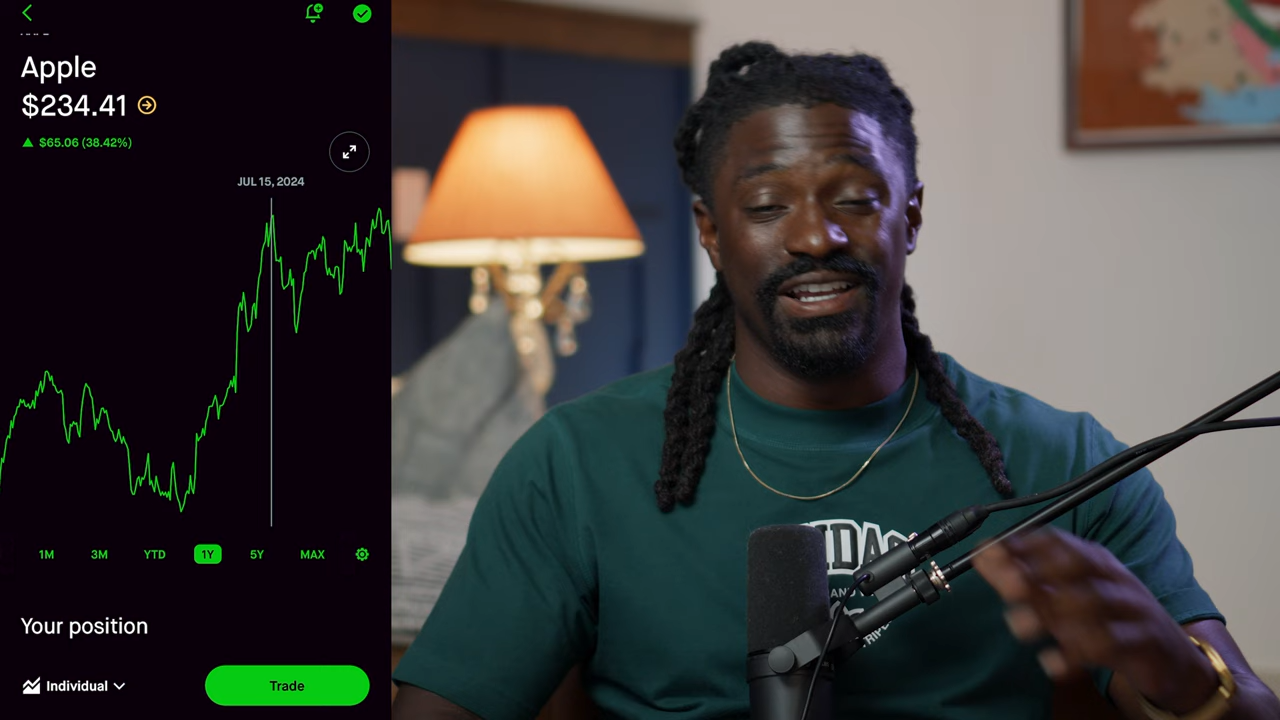 Apple
$234.41
$65.06 (38.42%)
JUL 15, 2024
1M 3M YTD 1Y 5Y MAX
Your position
Individual
Trade
AND